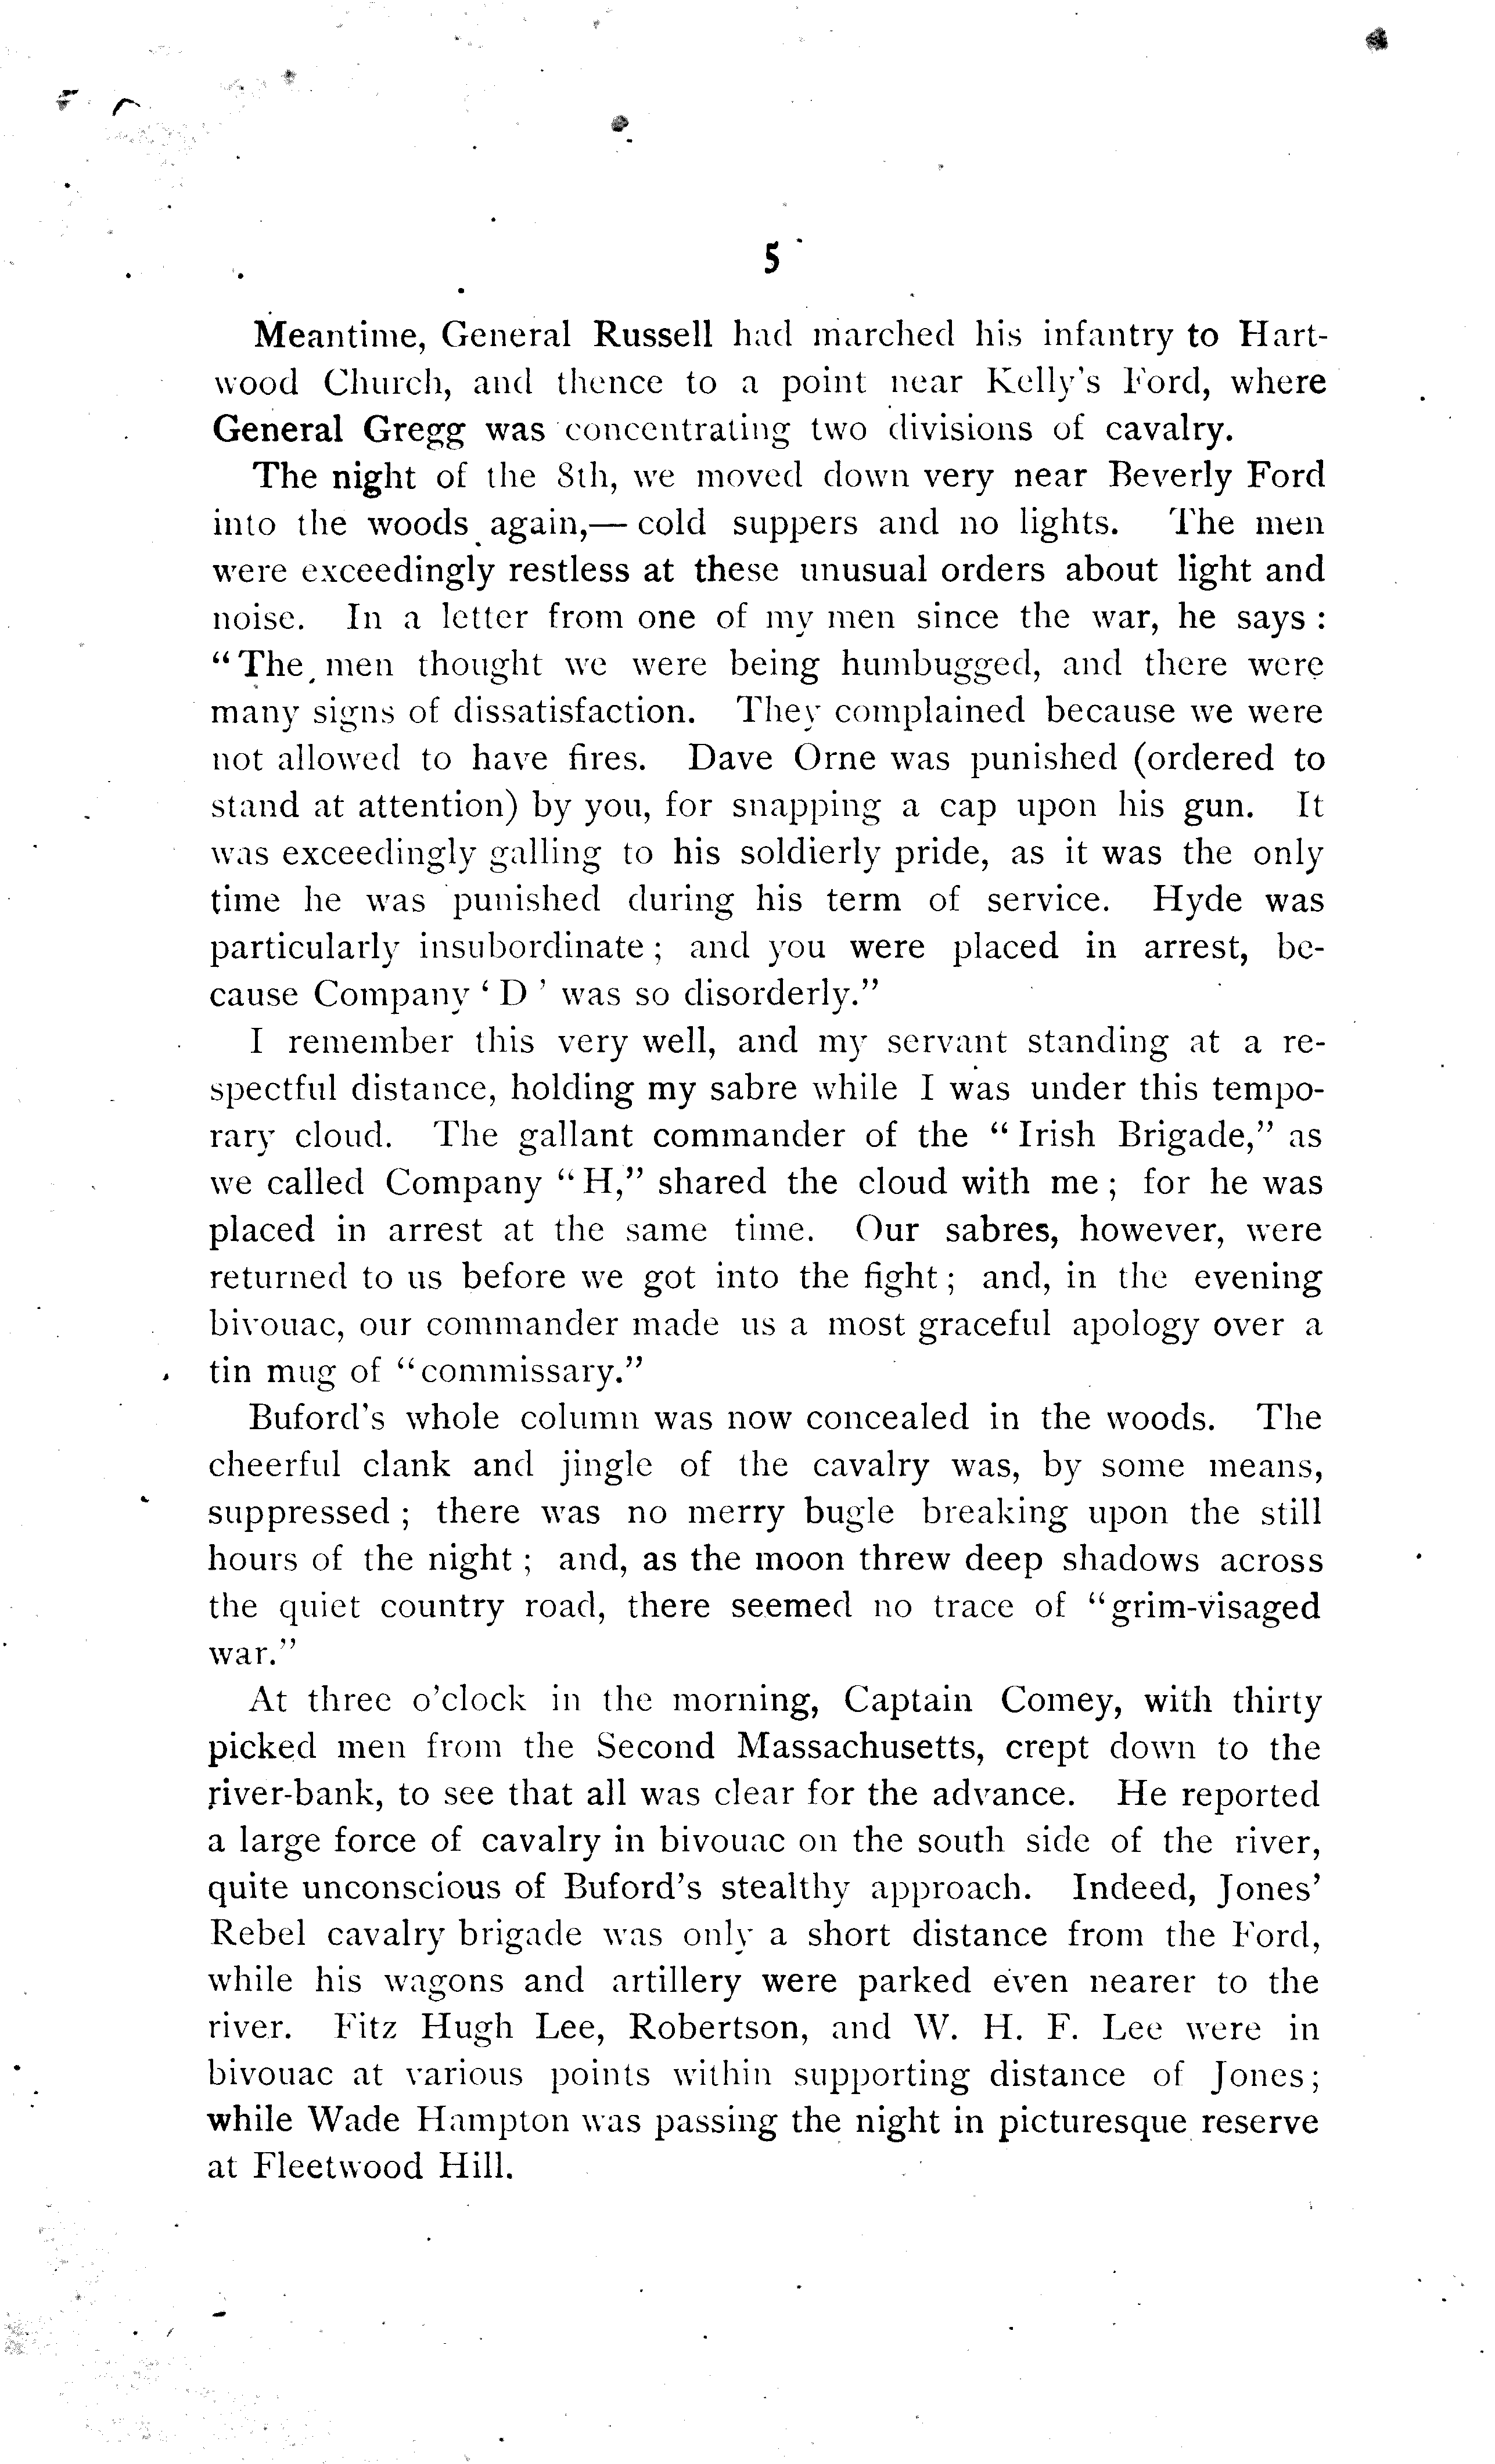 5
Meantime, General Russell had marched his infantry to Hart-
wood Church, and thence to a point near Kelly's Ford, where
General Gregg was concentrating two divisions of cavalry.
The night of the 8th, we moved down very near Beverly Ford
into the woods again,— cold suppers and no lights. The men
were exceedingly restless at these unusual orders about light and
noise. In a letter from one of my men since the war, he says :
"The men thought we were being humbugged, and there were
many signs of dissatisfaction. They complained because we were
not allowed to have fires. Dave Orne was punished (ordered to
stand at attention) by you, for snapping a cap upon his gun. It
was exceedingly galling to his soldierly pride, as it was the only
time he was punished during his term of service. Hyde was
particularly insubordinate ; and you were placed in arrest, be-
cause Company ' D ' was so disorderly."
I remember this very well, and my servant standing at a re-
spectful distance, holding my sabre while I was under this tempo-
rary cloud. The gallant commander of the " Irish Brigade," as
we called Company " H," shared the cloud with me ; for he was
placed in arrest at the same time. Our sabres, however, were
returned to us before we got into the fight ; and, in the evening
bivouac, our commander made us a most graceful apology over a
tin mug of "commissary."
Buford's whole column was now concealed in the woods. The
cheerful clank and jingle of the cavalry was, by some means,
suppressed ; there was no merry bugle breaking upon the still
hours of the night ; and, as the moon threw deep shadows across
the quiet country road, there seemed no trace of "grim-visaged
war."
At three o'clock in the morning, Captain Comey, with thirty
picked men from the Second Massachusetts, crept down to the
river-bank, to see that all was clear for the advance. He reported
a large force of cavalry in bivouac on the south side of the river,
quite unconscious of Buford's stealthy approach. Indeed, Jones'
Rebel cavalry brigade was only a short distance from the Ford,
while his wagons and artillery were parked even nearer to the
river. Fitz Hugh Lee, Robertson, and W. H. F. Lee were in
bivouac at various points within supporting distance of Jones;
while Wade Hampton was passing the night in picturesque reserve
at Fleetwood Hill.